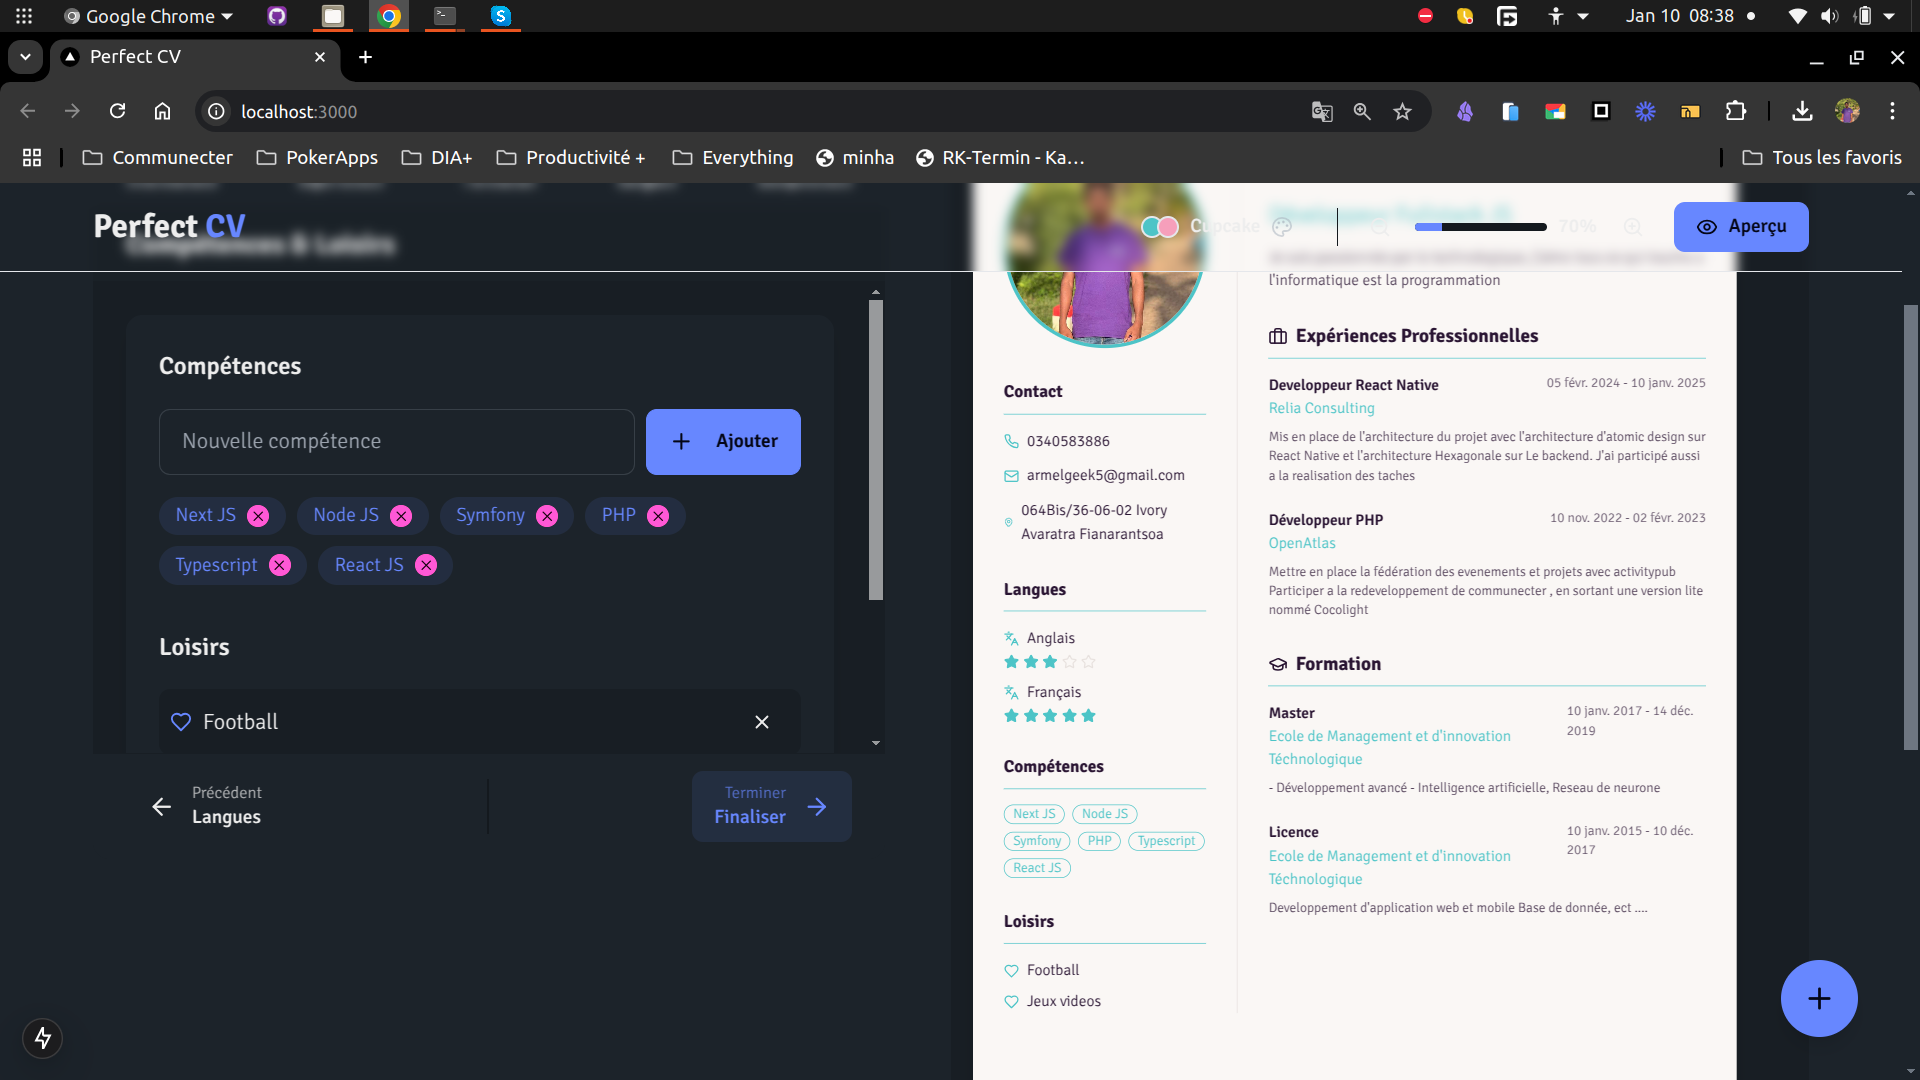 Google Chrome
Jan 10 08:38
Perfect CV
localhost:3000
Communecter
PokerApps
DIA+
Productivité +
Everything
minha
RK-Termin - Ka...
Tous les favoris
Perfect CV
Compétences & Loisirs
Cupcake
70%
Aperçu
Compétences
Nouvelle compétence
Ajouter
Next JS
Node JS
Symfony
PHP
Typescript
React JS
Loisirs
Football
Précédent
Langues
Terminer
Finaliser
Contact
0340583886
armelgeek5@gmail.com
064Bis/36-06-02 Ivory
Avaratra Fianarantsoa
Langues
Anglais
Français
Compétences
Next JS
Node JS
Symfony
PHP
Typescript
React JS
Loisirs
Football
Jeux videos
l'informatique est la programmation
Expériences Professionnelles
Developpeur React Native
05 févr. 2024 - 10 janv. 2025
Relia Consulting
Mis en place de l'architecture du projet avec l'architecture d'atomic design sur
React Native et l'architecture Hexagonale sur Le backend. J'ai participé aussi
a la realisation des taches
Développeur PHP
10 nov. 2022 - 02 févr. 2023
OpenAtlas
Mettre en place la fédération des evenements et projets avec activitypub
Participer a la redeveloppement de communecter , en sortant une version lite
nommé Cocolight
Formation
Master
10 janv. 2017 - 14 déc.
2019
Ecole de Management et d'innovation
Téchnologique
- Développement avancé - Intelligence artificielle, Reseau de neurone
Licence
10 janv. 2015 - 10 déc.
2017
Ecole de Management et d'innovation
Téchnologique
Developpement d'application web et mobile Base de donnée, ect ....